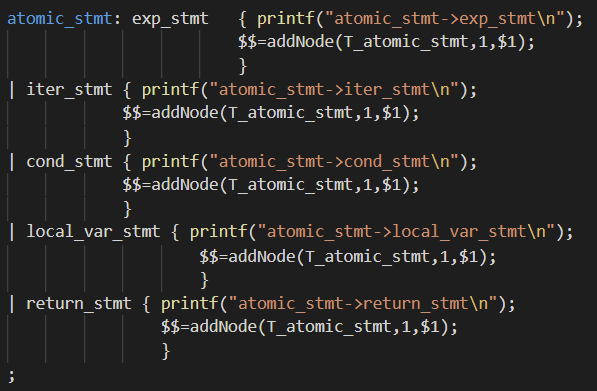 atomic_stmt: exp_stmt   { printf("atomic_stmt->exp_stmt\n");
                        $$=addNode(T_atomic_stmt,1,$1);
                        }
| iter_stmt { printf("atomic_stmt->iter_stmt\n");
            $$=addNode(T_atomic_stmt,1,$1);
            }
| cond_stmt { printf("atomic_stmt->cond_stmt\n");
            $$=addNode(T_atomic_stmt,1,$1);
            }
| local_var_stmt { printf("atomic_stmt->local_var_stmt\n");
                    $$=addNode(T_atomic_stmt,1,$1);
                    }
| return_stmt { printf("atomic_stmt->return_stmt\n");
                $$=addNode(T_atomic_stmt,1,$1);
                }
;